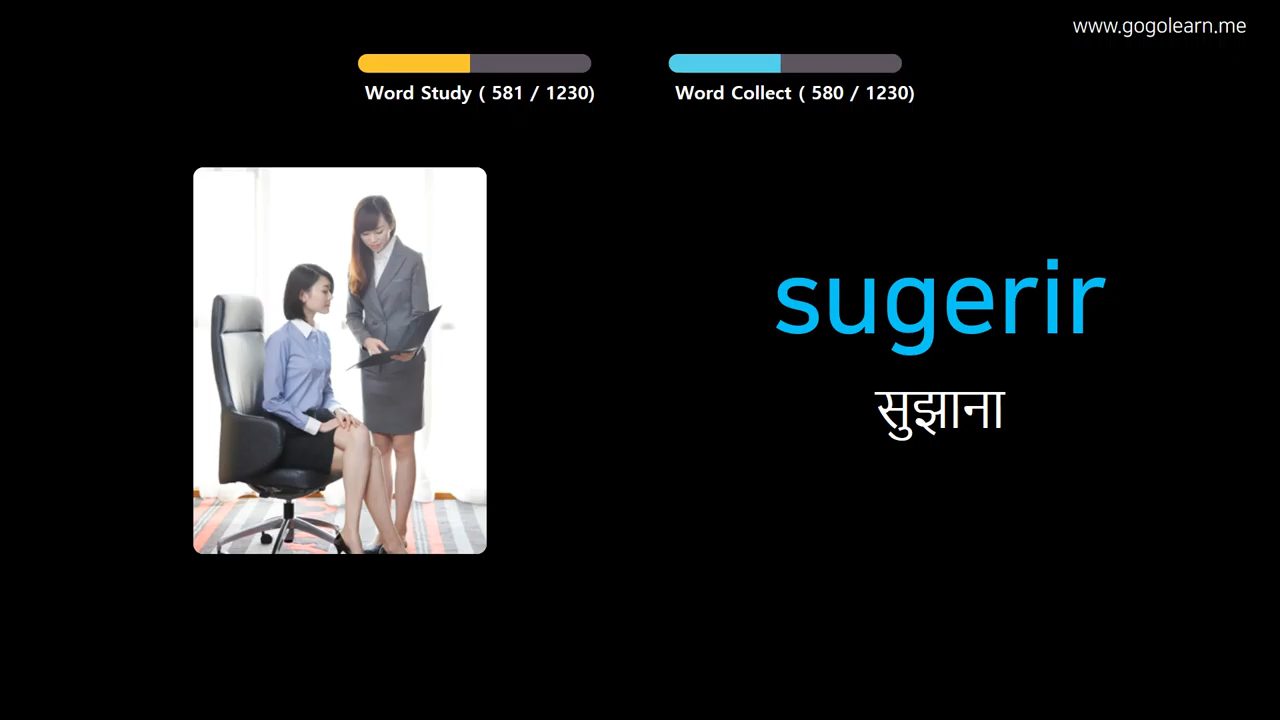 www.gogolearn.me
Word Study ( 581 / 1230)
Word Collect ( 580 / 1230)
sugerir
सुझाना